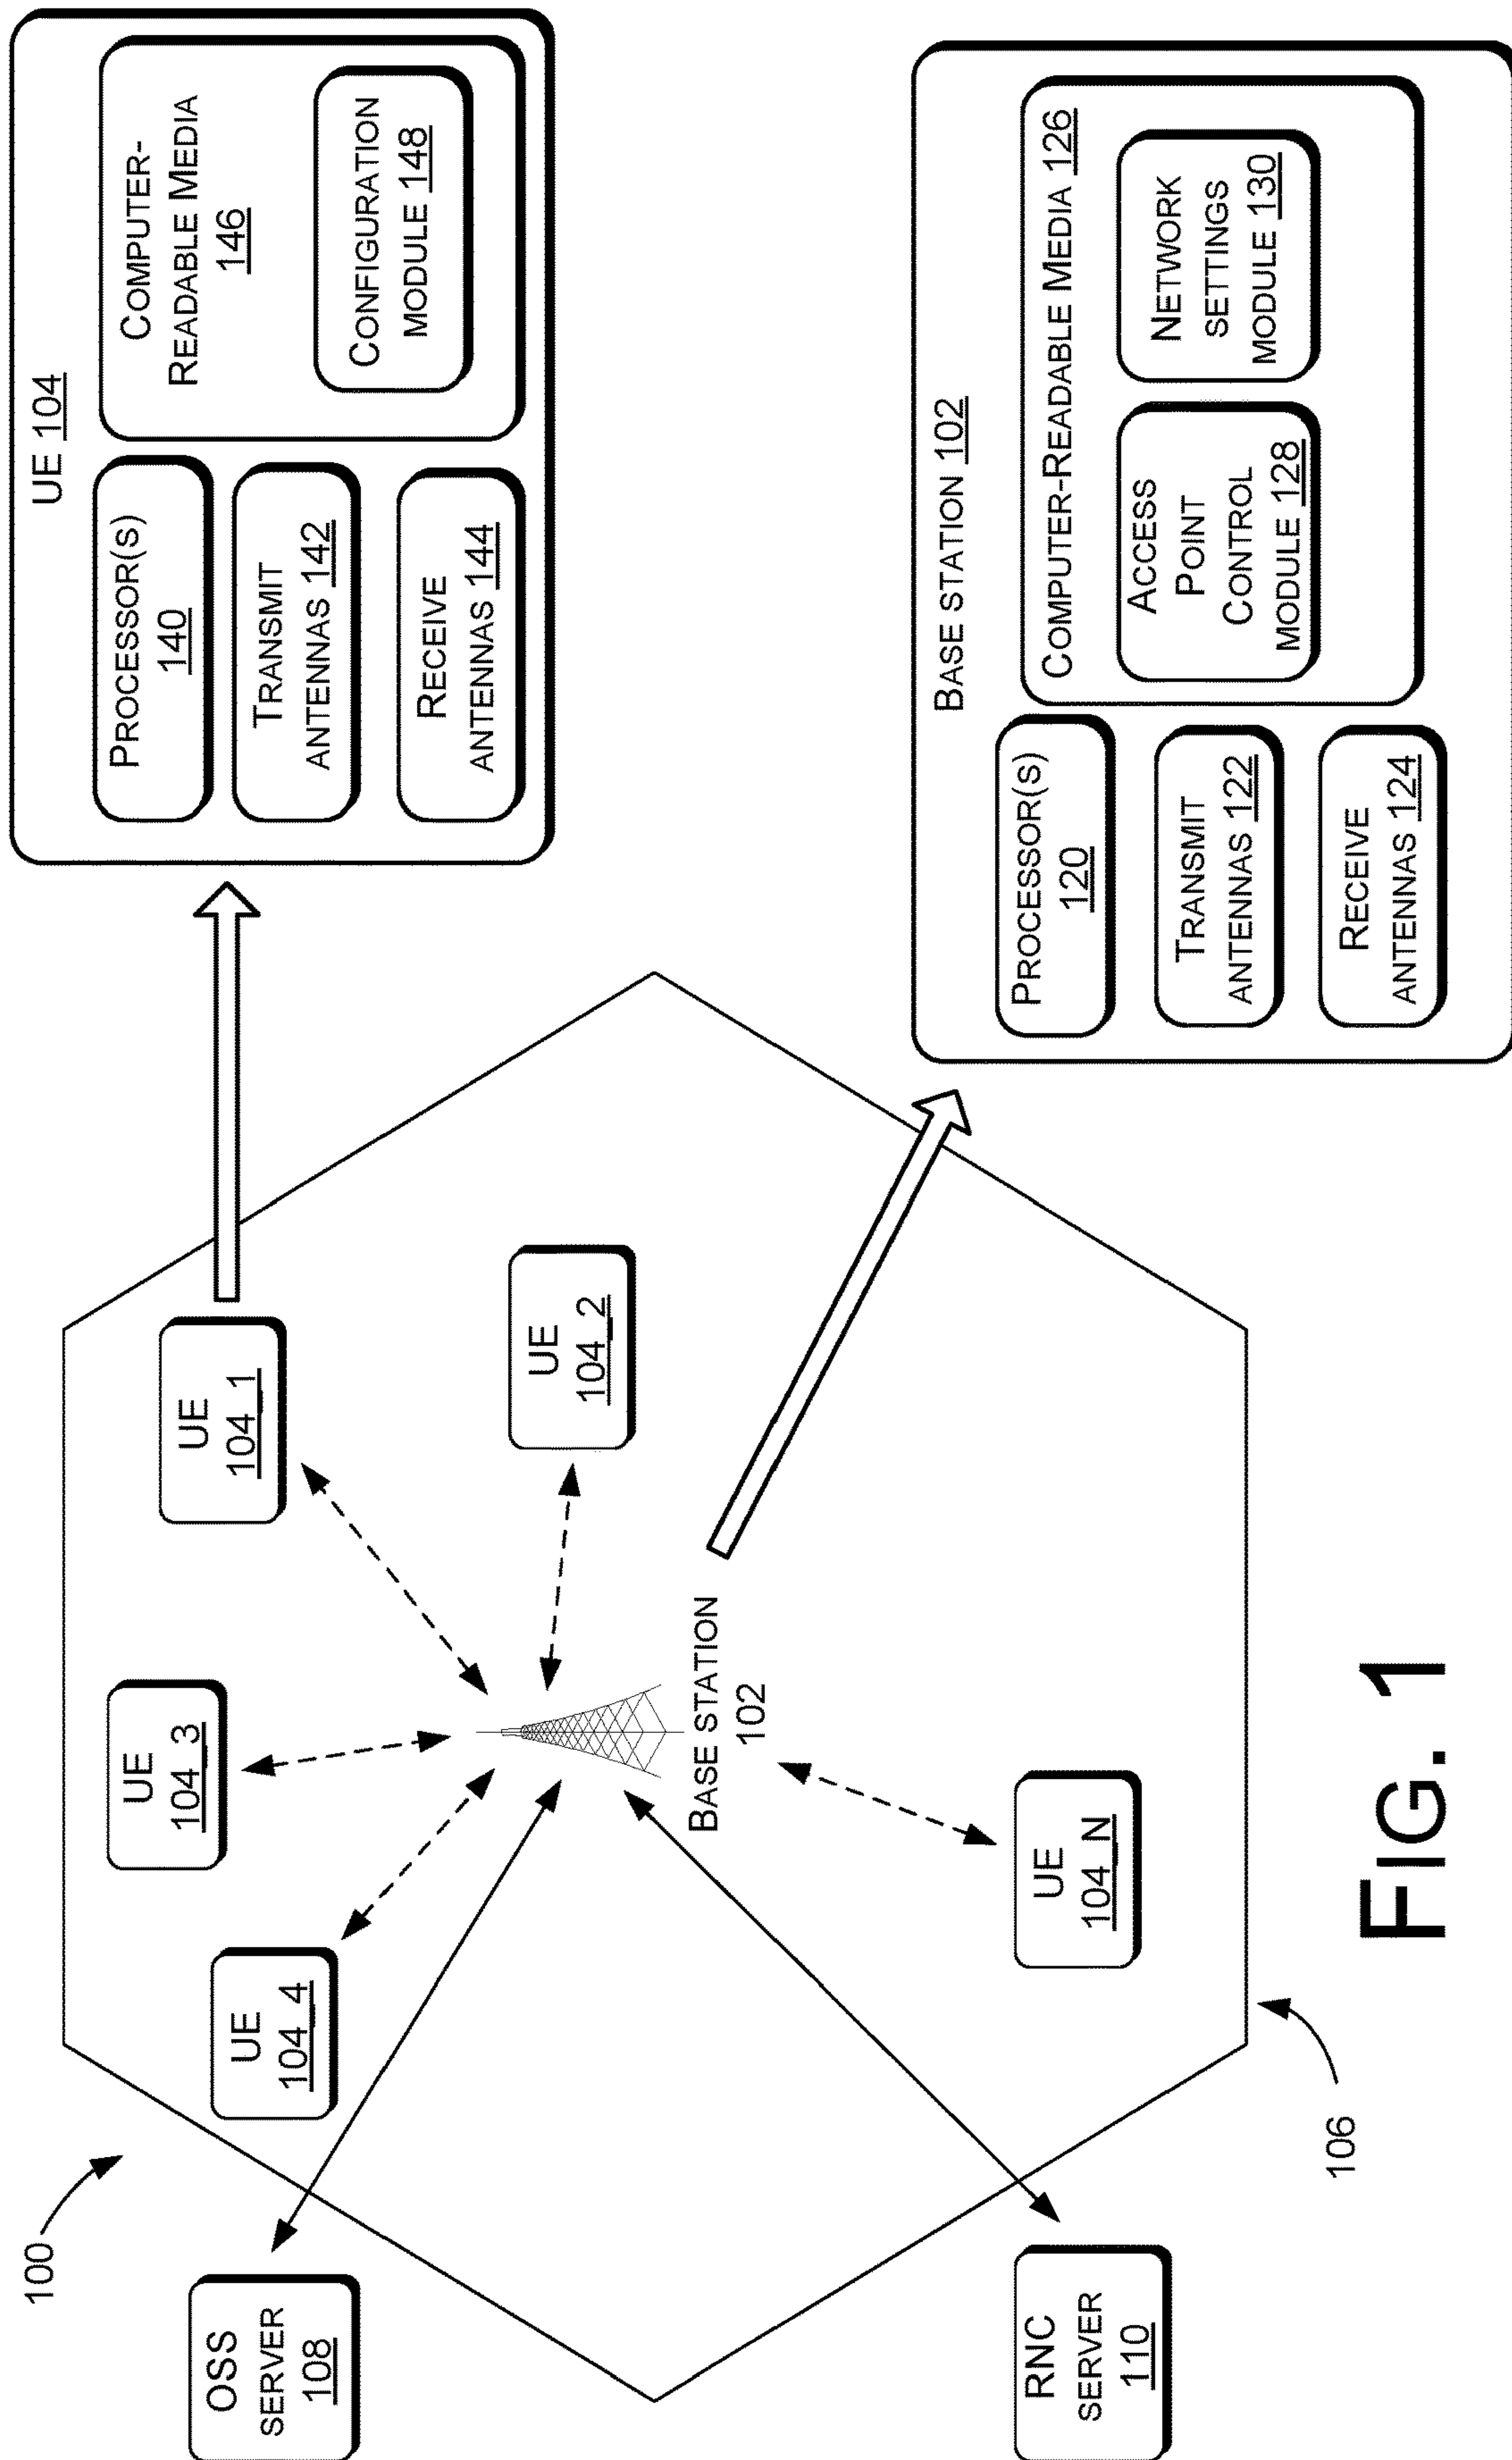 100
OSS
SERVER
108
UE
104_4
UE
104_3
UE
104_1
UE
104_2
BASE STATION
102
UE
104_N
RNC
SERVER
110
106
UE 104
PROCESSOR(S)
140
TRANSMIT
ANTENNAS 142
RECEIVE
ANTENNAS 144
COMPUTER-
READABLE MEDIA
146
CONFIGURATION
MODULE 148
BASE STATION 102
PROCESSOR(S)
120
TRANSMIT
ANTENNAS 122
RECEIVE
ANTENNAS 124
COMPUTER-READABLE MEDIA 126
ACCESS
POINT
CONTROL
MODULE 128
NETWORK
SETTINGS
MODULE 130
FIG. 1